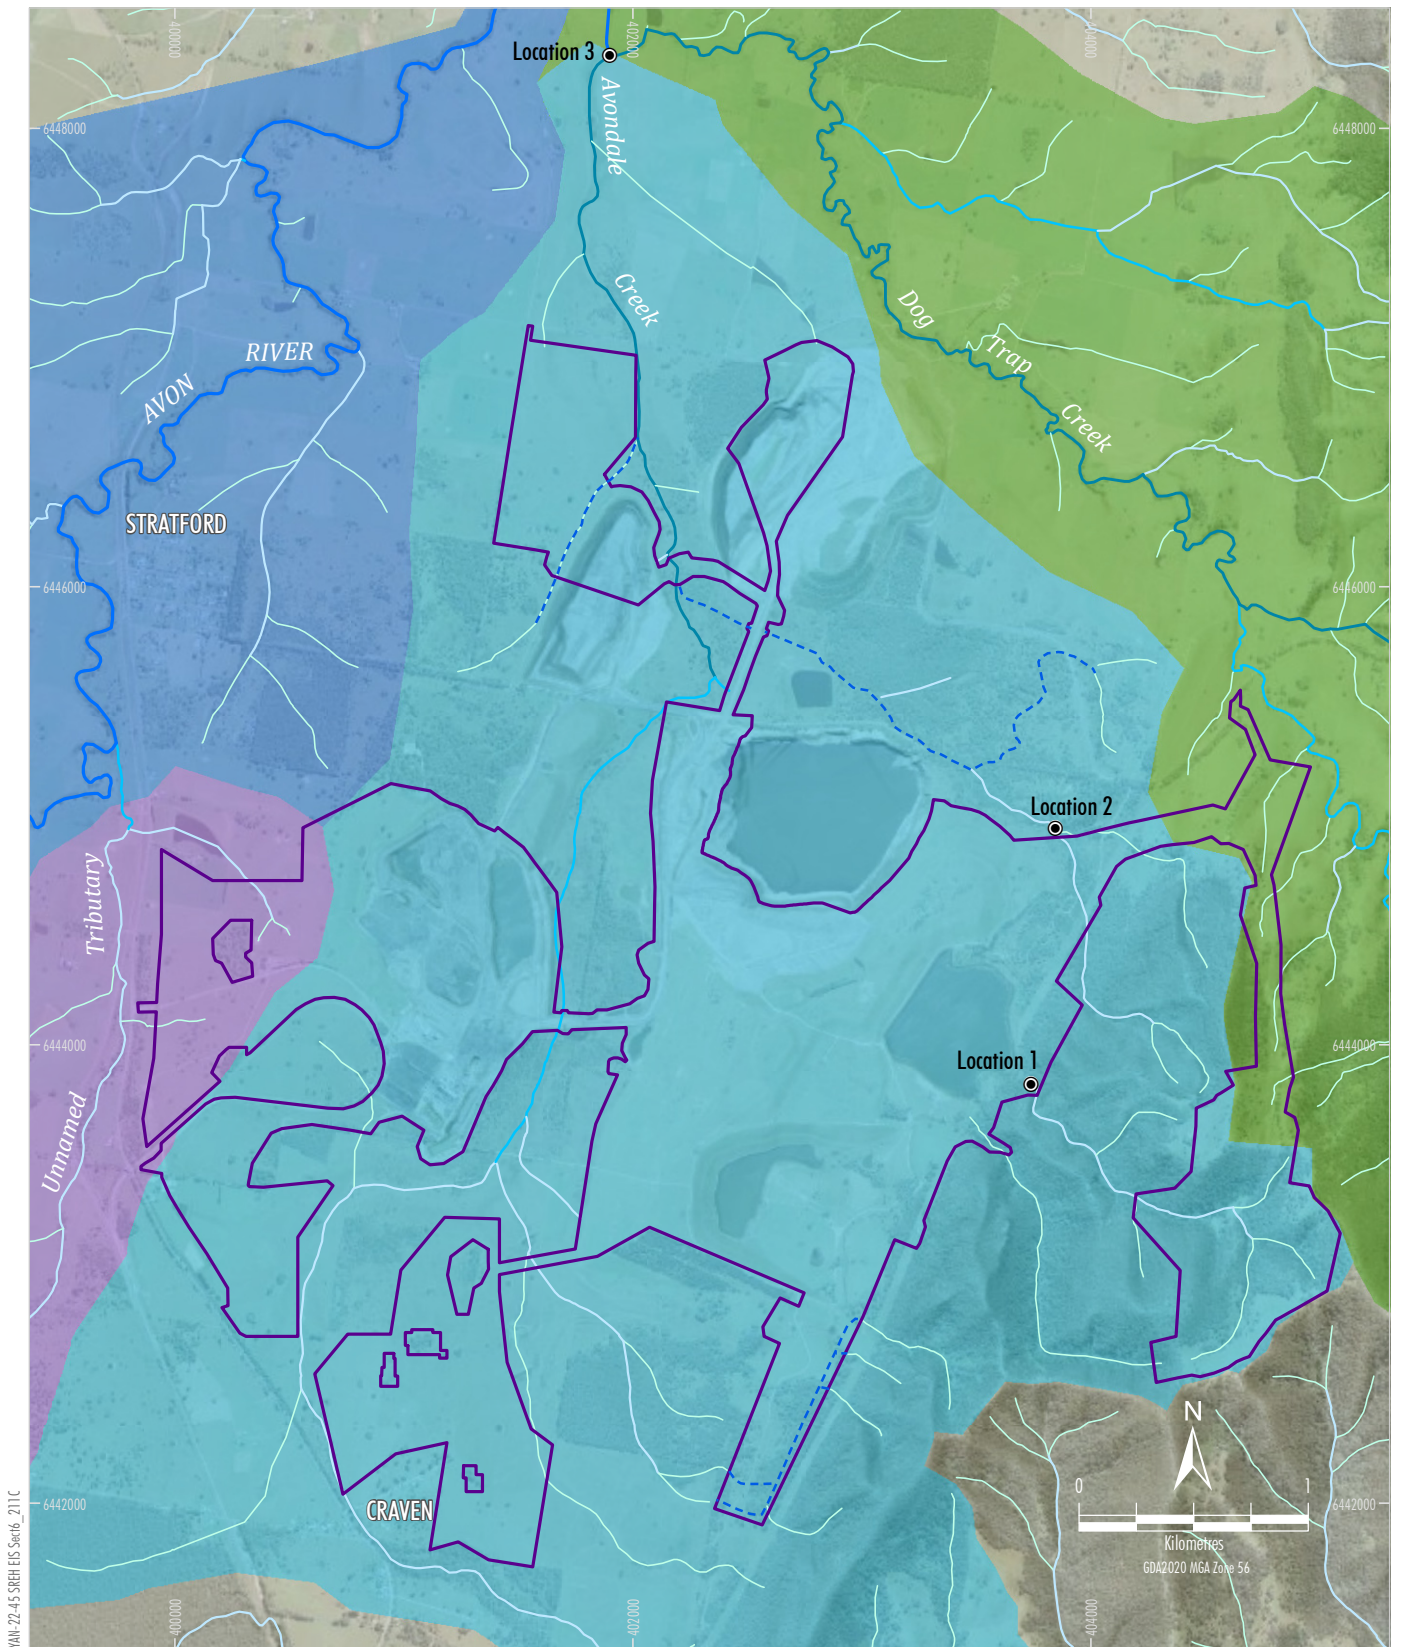 400000
402000
404000
Location 3
Avondale
6448000
6448000
Creek
Dog
Trap
Creek
RIVER
AVON
STRATFORD
6446000
6446000
Location 2
Tributary
Unnamed
6444000
6444000
Location 1
N
0 1
Kilometres
GDA2020 MGA Zone 56
6442000
6442000
CRAVEN
400000
402000
404000
YAN-22-45 SREH EIS Sect6_211C